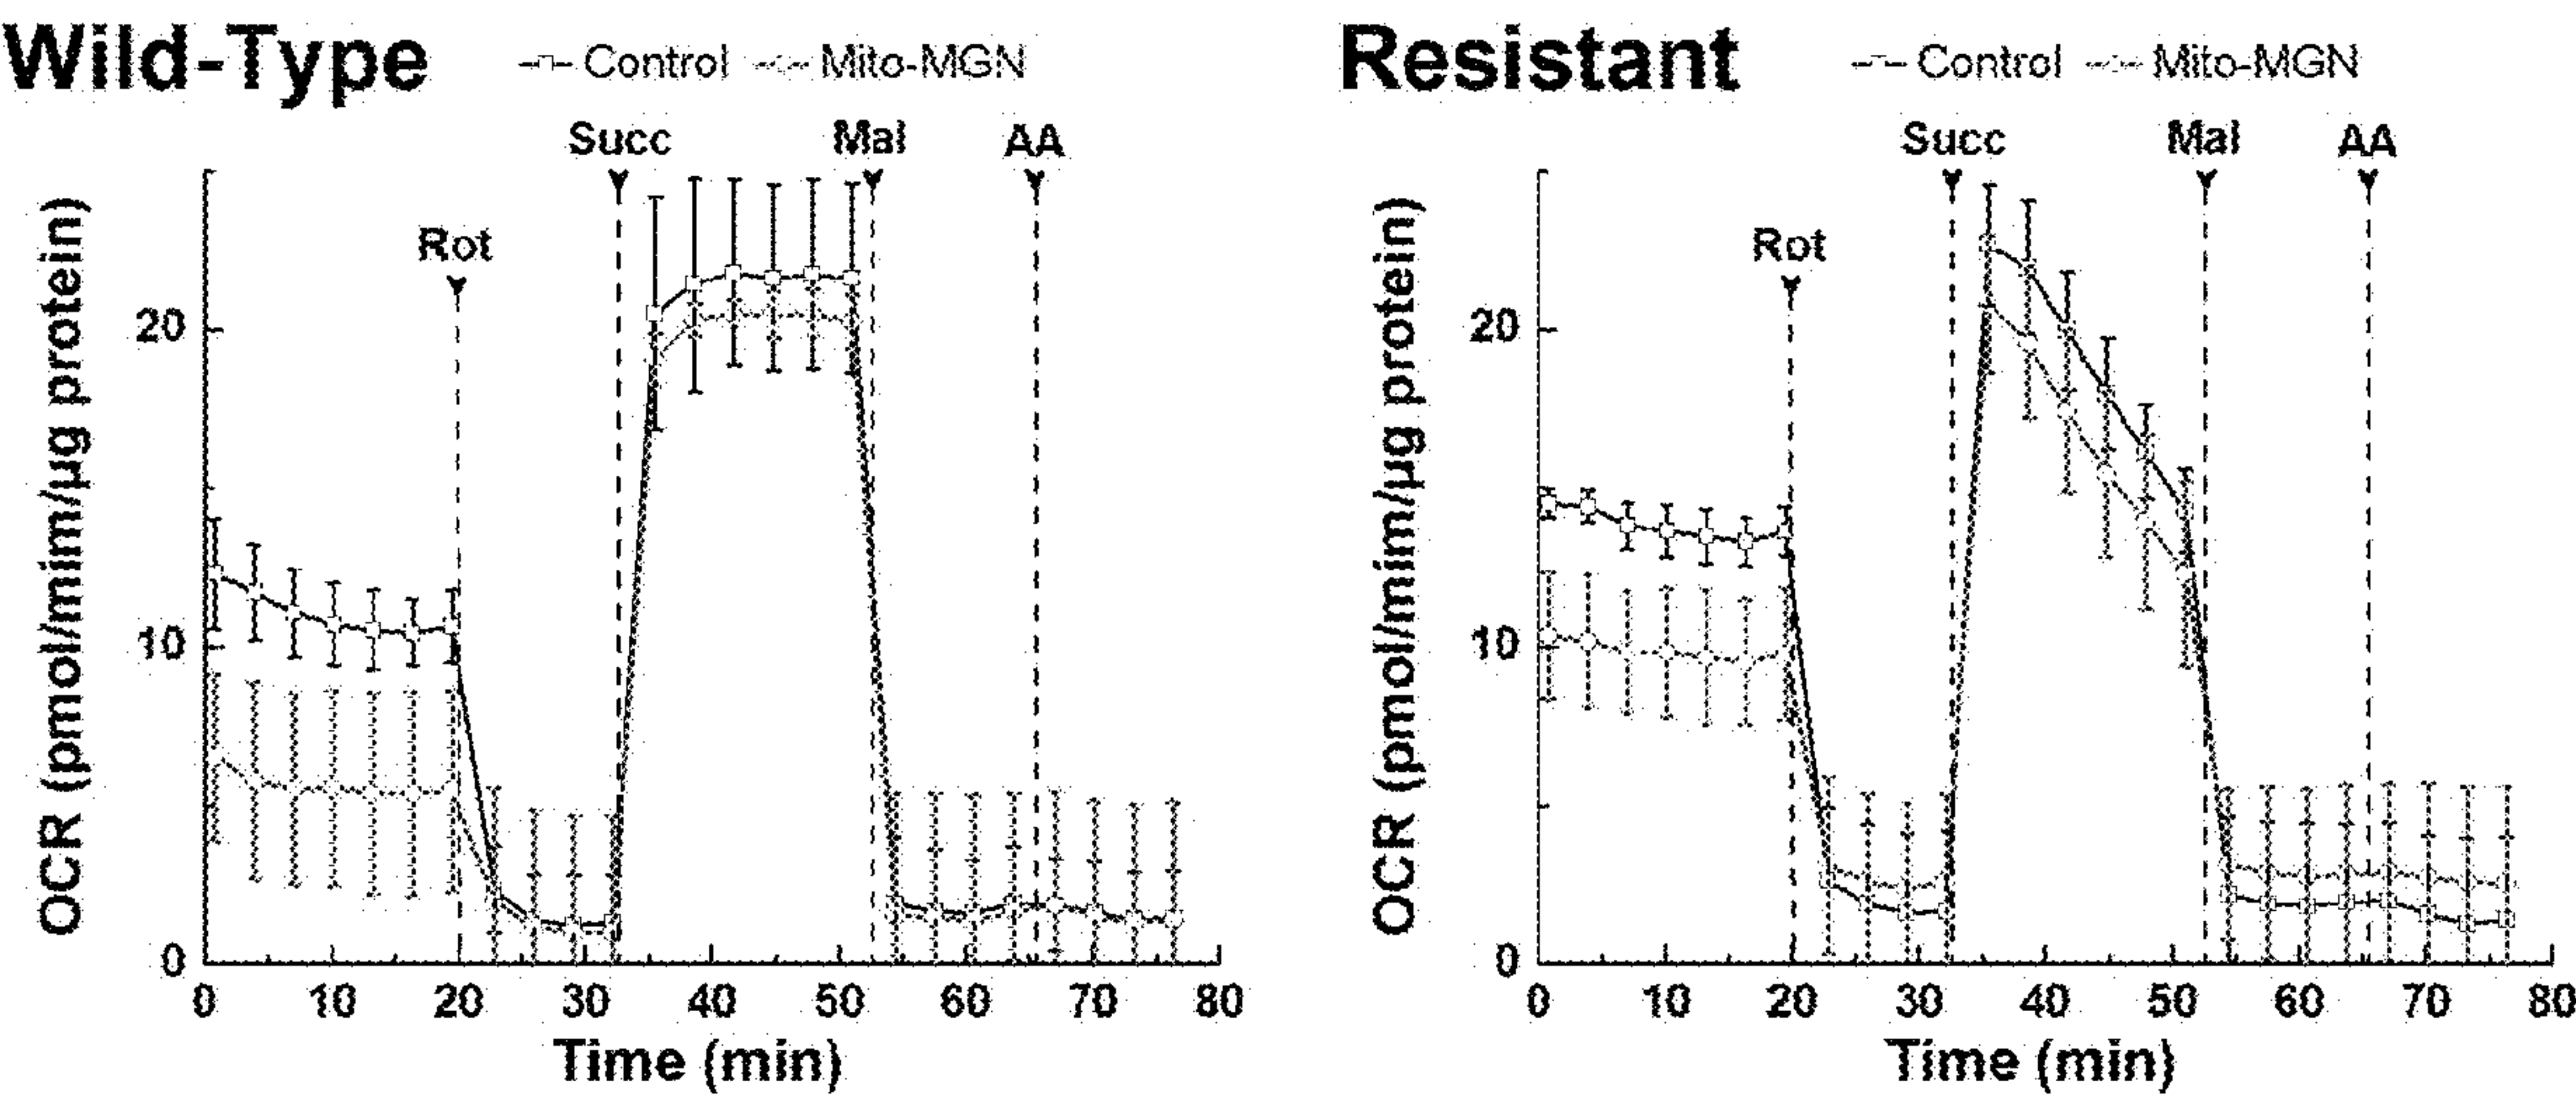 Wild-Type
Control Mito-MGN
Succ Mal AA
Rot
OCR (pmol/mim/µg protein)
20
10
0
0 10 20 30 40 50 60 70 80
Time (min)
Resistant
Control Mito-MGN
Succ Mal AA
Rot
OCR (pmol/mim/µg protein)
20
10
0
0 10 20 30 40 50 60 70 80
Time (min)